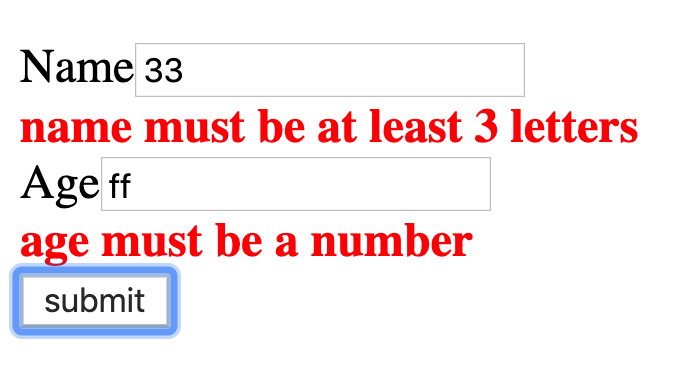 Name 33
name must be at least 3 letters
Age ff
age must be a number
submit